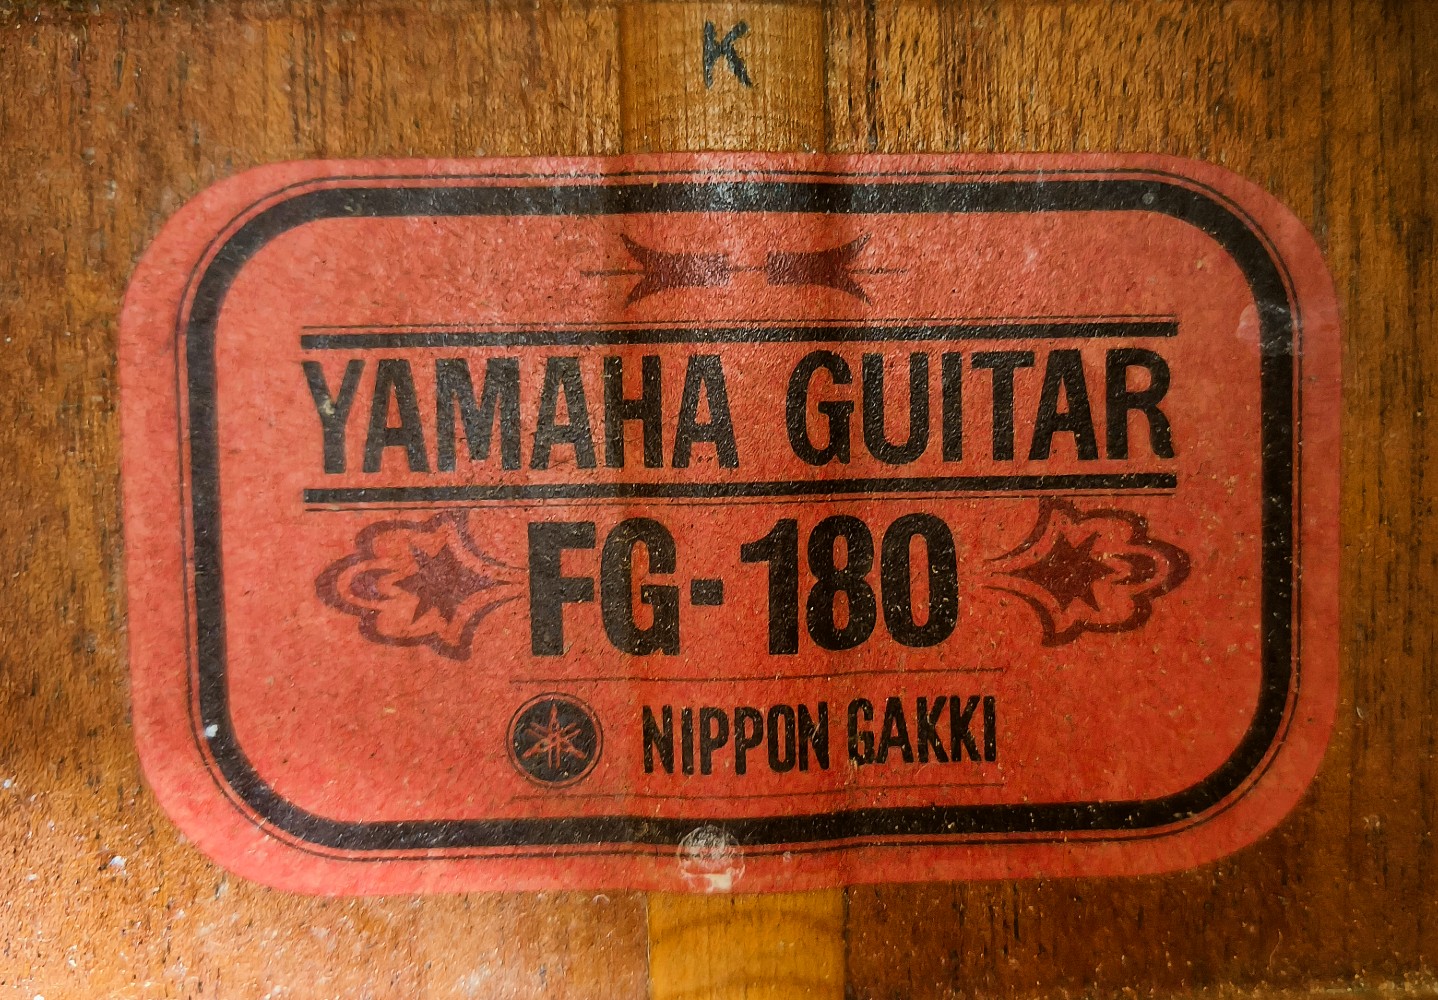 K
YAMAHA GUITAR
FG-180
NIPPON GAKKI